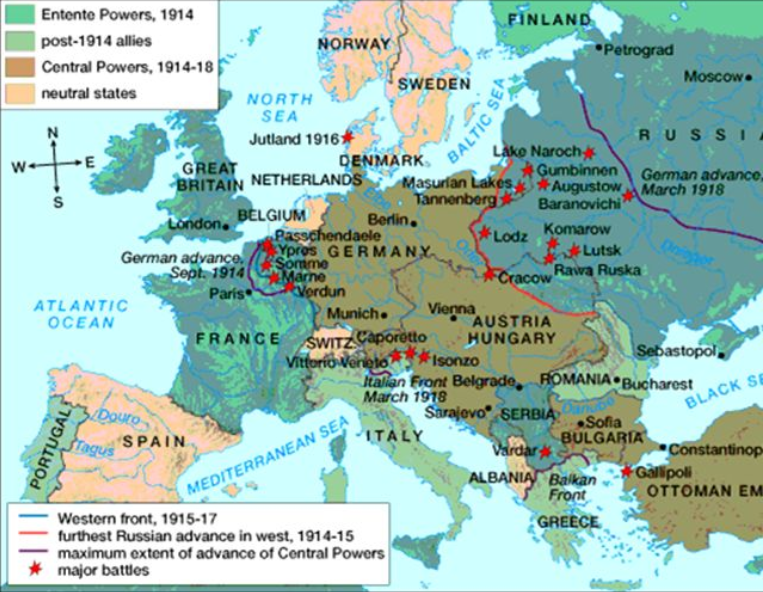 Entente Powers, 1914
post-1914 allies
Central Powers, 1914-18
neutral states
N
W
E
S
NORWAY
SWEDEN
FINLAND
Petrograd
Moscow
NORTH
SEA
BALTIC SEA
RUSSIA
Jutland 1916
DENMARK
Lake Naroch
Gumbinnen
Masurian Lakes
Augustow
Tannenberg
Baranovichi
German advance,
March 1918
GREAT
BRITAIN
NETHERLANDS
Elbe
London
BELGIUM
Berlin
Passchendaele
Ypres
German advance,
Sept. 1914
Somme
Marne
GERMANY
Oder
Lodz
Komarow
Lutsk
Rawa Ruska
Dnieper
Cracow
Paris
Verdun
ATLANTIC
OCEAN
Munich
Vienna
AUSTRIA
HUNGARY
FRANCE
SWITZ
Caporetto
Vittorio Veneto
Isonzo
Sebastopol
Italian Front
March 1918
Belgrade
ROMANIA
Bucharest
BLACK SE
Sarajevo
SERBIA
Danube
Sofia
BULGARIA
PORTUGAL
Douro
Tagus
SPAIN
MEDITERRANEAN SEA
ITALY
Vardar
Constantinop
ALBANIA
Balkan
Front
Gallipoli
OTTOMAN EM
GREECE
Western front, 1915-17
furthest Russian advance in west, 1914-15
maximum extent of advance of Central Powers
major battles